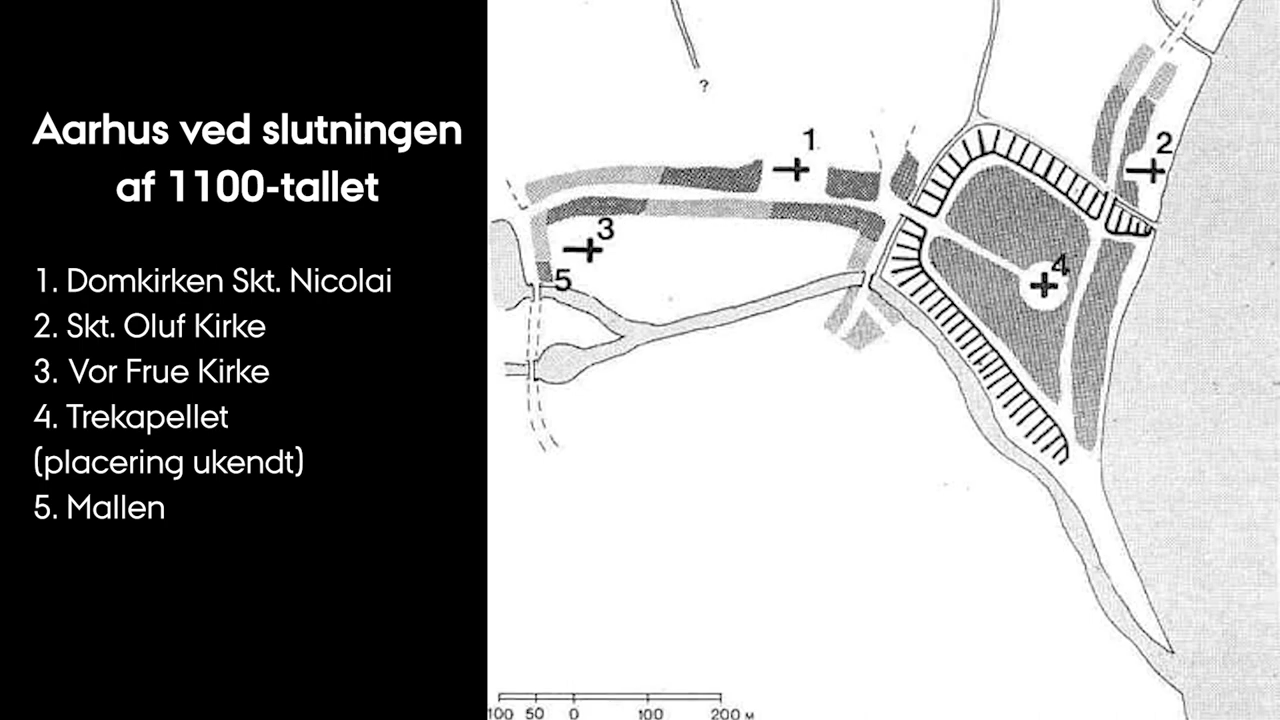 Aarhus ved slutningen
af 1100-tallet
1. Domkirken Skt. Nicolai
2. Skt. Oluf Kirke
3. Vor Frue Kirke
4. Trekapellet
(placering ukendt)
5. Mallen
?
1
2
3
4
5
100 50 0 100 200 M